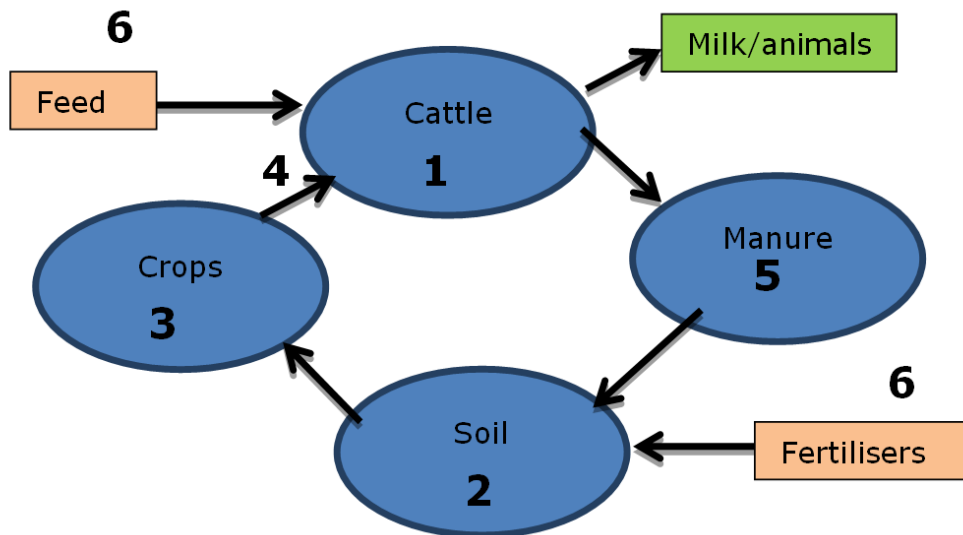 6
Milk/animals
Feed
Cattle
4
1
Manure
5
Crops
3
6
Soil
2
Fertilisers